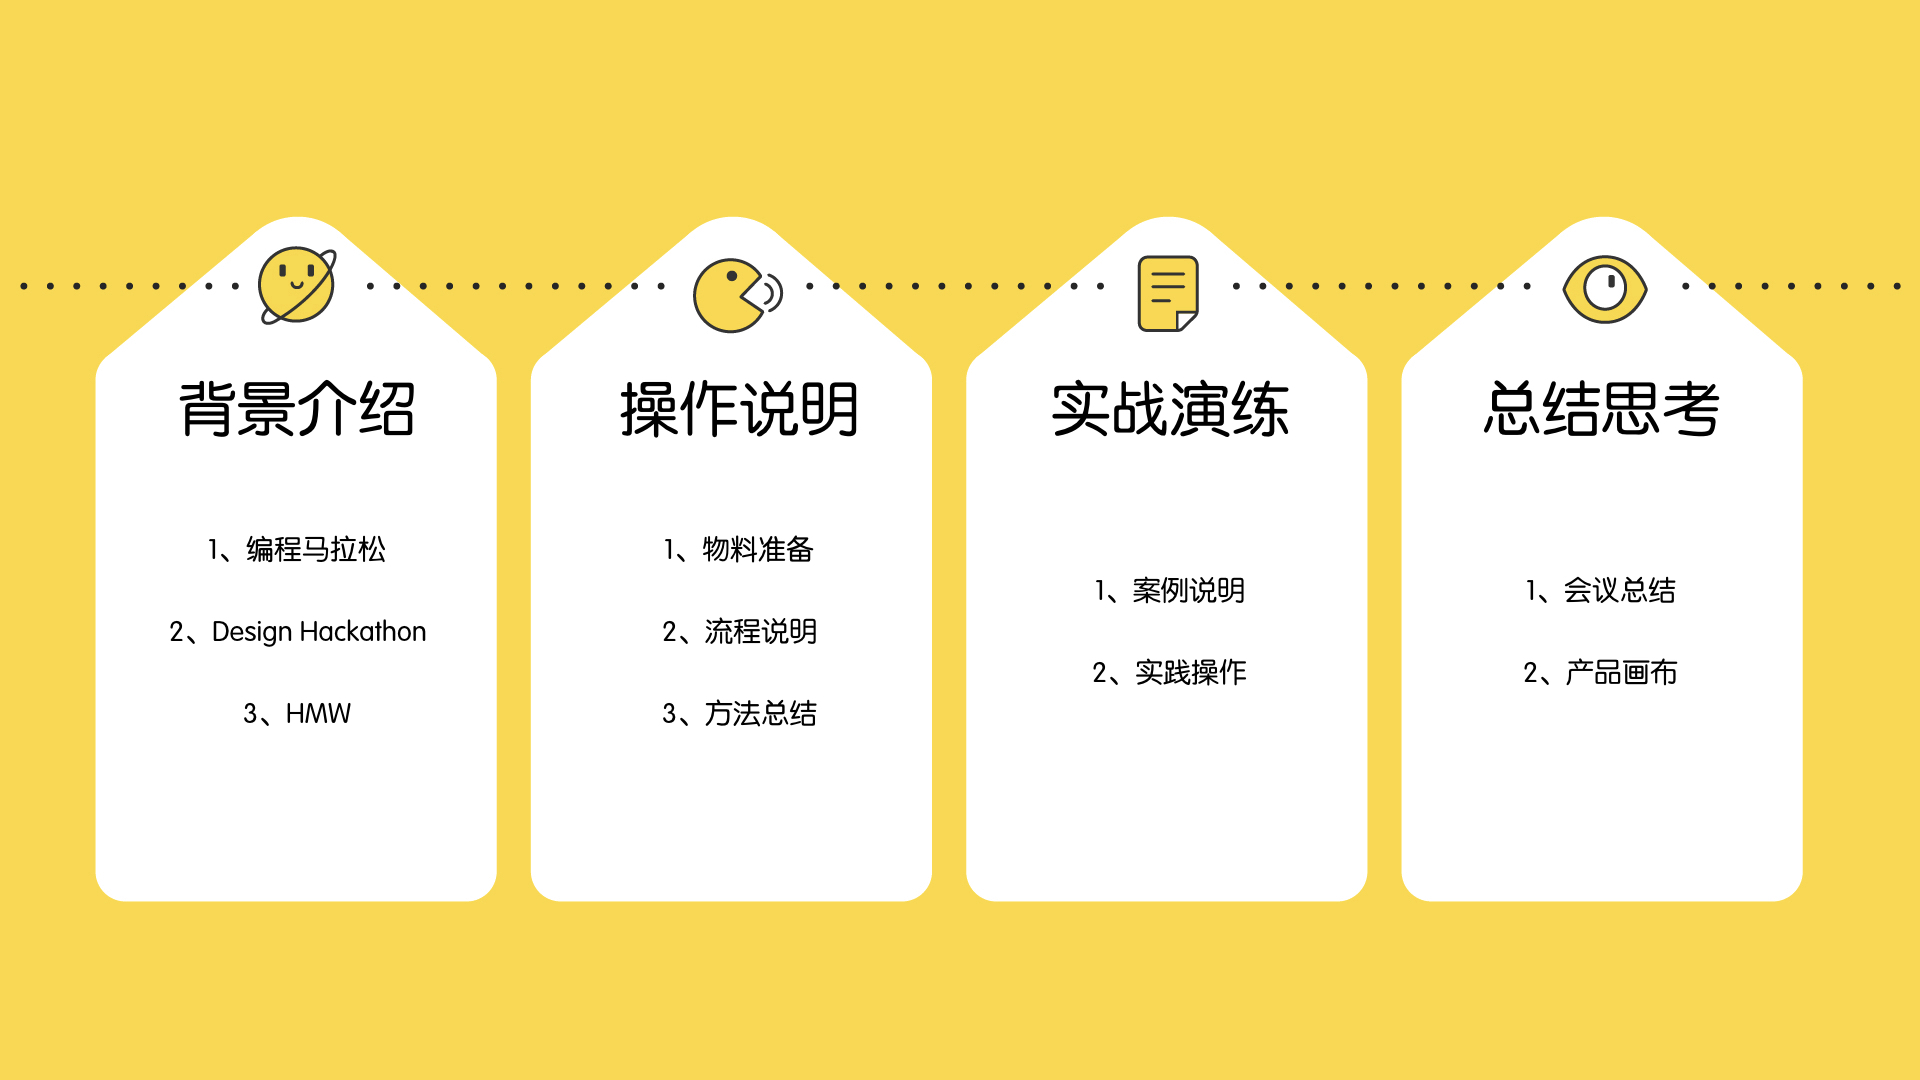 背景介绍
1、编程马拉松
2、Design Hackathon
3、HMW
操作说明
1、物料准备
2、流程说明
3、方法总结
实战演练
1、案例说明
2、实践操作
总结思考
1、会议总结
2、产品画布